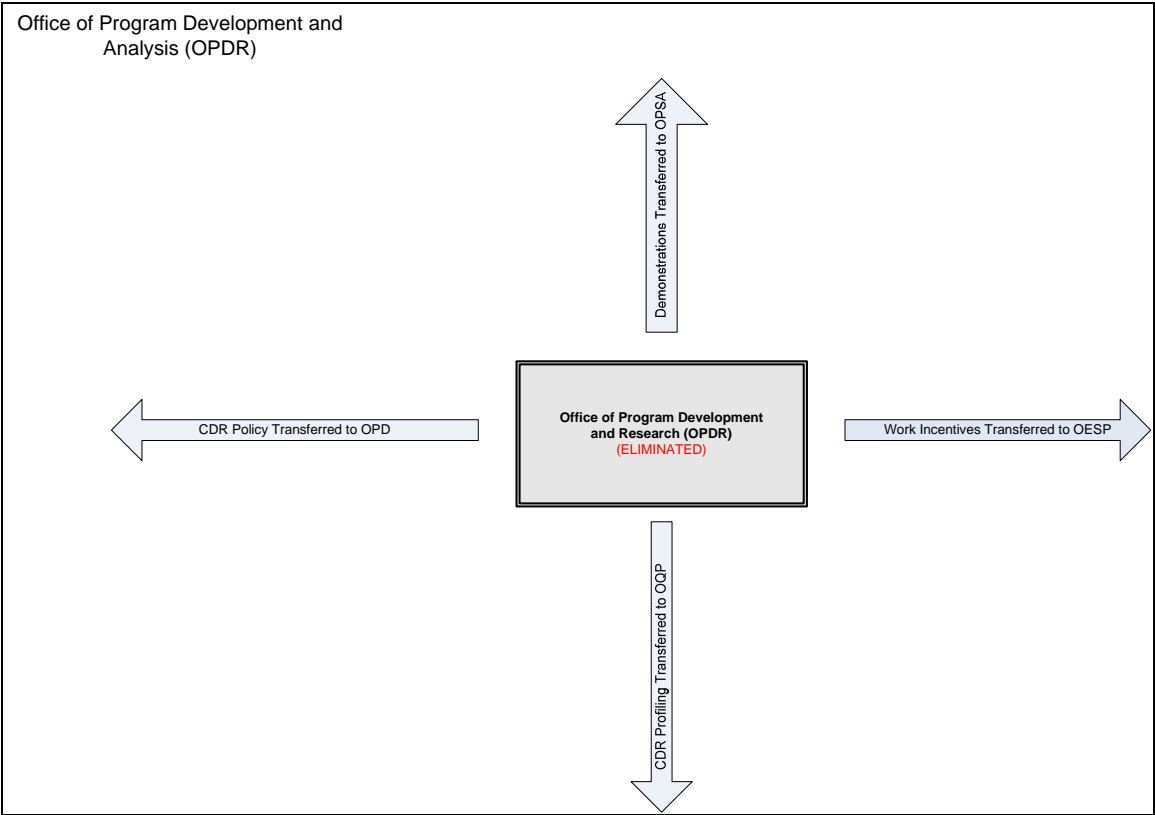 Office of Program Development and
Analysis (OPDR)
Demonstrations Transferred to OPSA
CDR Policy Transferred to OPD
Office of Program Development
and Research (OPDR)
(ELIMINATED)
Work Incentives Transferred to OESP
CDR Profiling Transferred to OQP